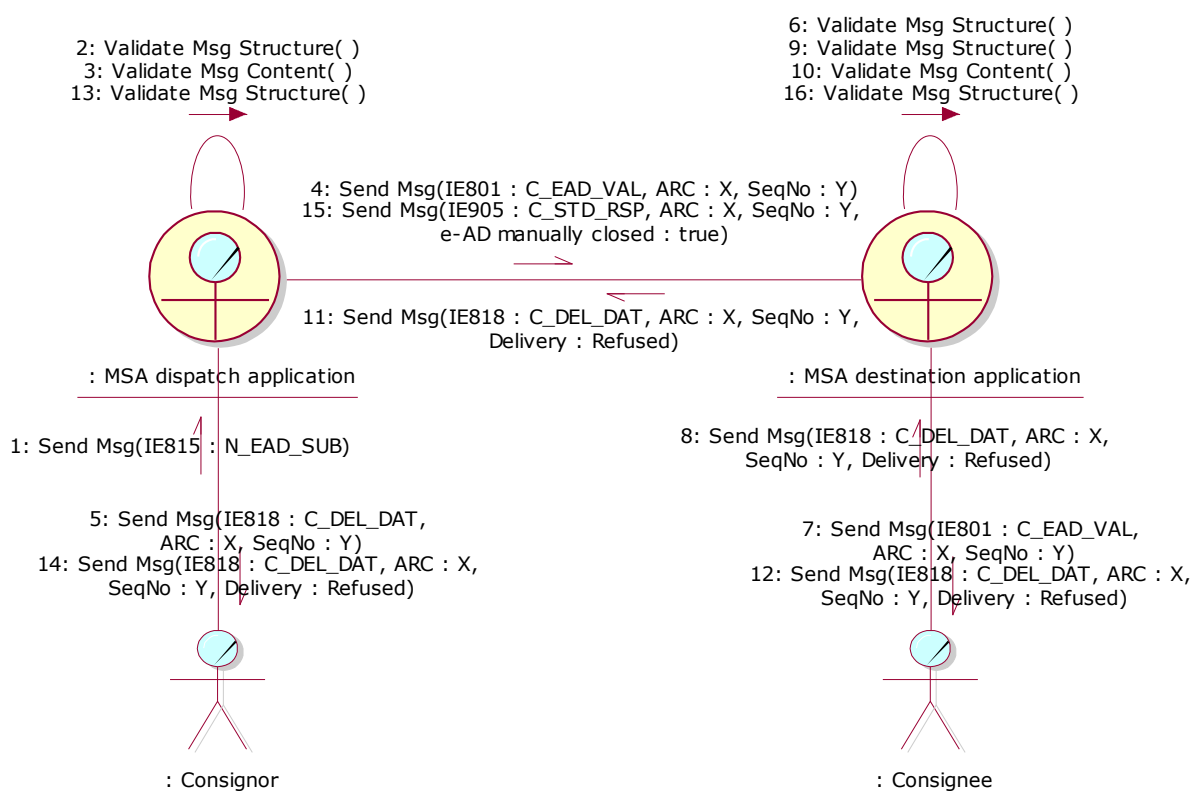 2: Validate Msg Structure( )
3: Validate Msg Content( )
13: Validate Msg Structure( )
6: Validate Msg Structure( )
9: Validate Msg Structure( )
10: Validate Msg Content( )
16: Validate Msg Structure( )
4: Send Msg(IE801 : C_EAD_VAL, ARC : X, SeqNo : Y)
15: Send Msg(IE905 : C_STD_RSP, ARC : X, SeqNo : Y,
e-AD manually closed : true)
11: Send Msg(IE818 : C_DEL_DAT, ARC : X, SeqNo : Y,
Delivery : Refused)
: MSA dispatch application
: MSA destination application
1: Send Msg(IE815 : N_EAD_SUB)
8: Send Msg(IE818 : C_DEL_DAT, ARC : X,
SeqNo : Y, Delivery : Refused)
5: Send Msg(IE818 : C_DEL_DAT,
ARC : X, SeqNo : Y)
14: Send Msg(IE818 : C_DEL_DAT, ARC : X,
SeqNo : Y, Delivery : Refused)
7: Send Msg(IE801 : C_EAD_VAL,
ARC : X, SeqNo : Y)
12: Send Msg(IE818 : C_DEL_DAT, ARC : X,
SeqNo : Y, Delivery : Refused)
: Consignor
: Consignee